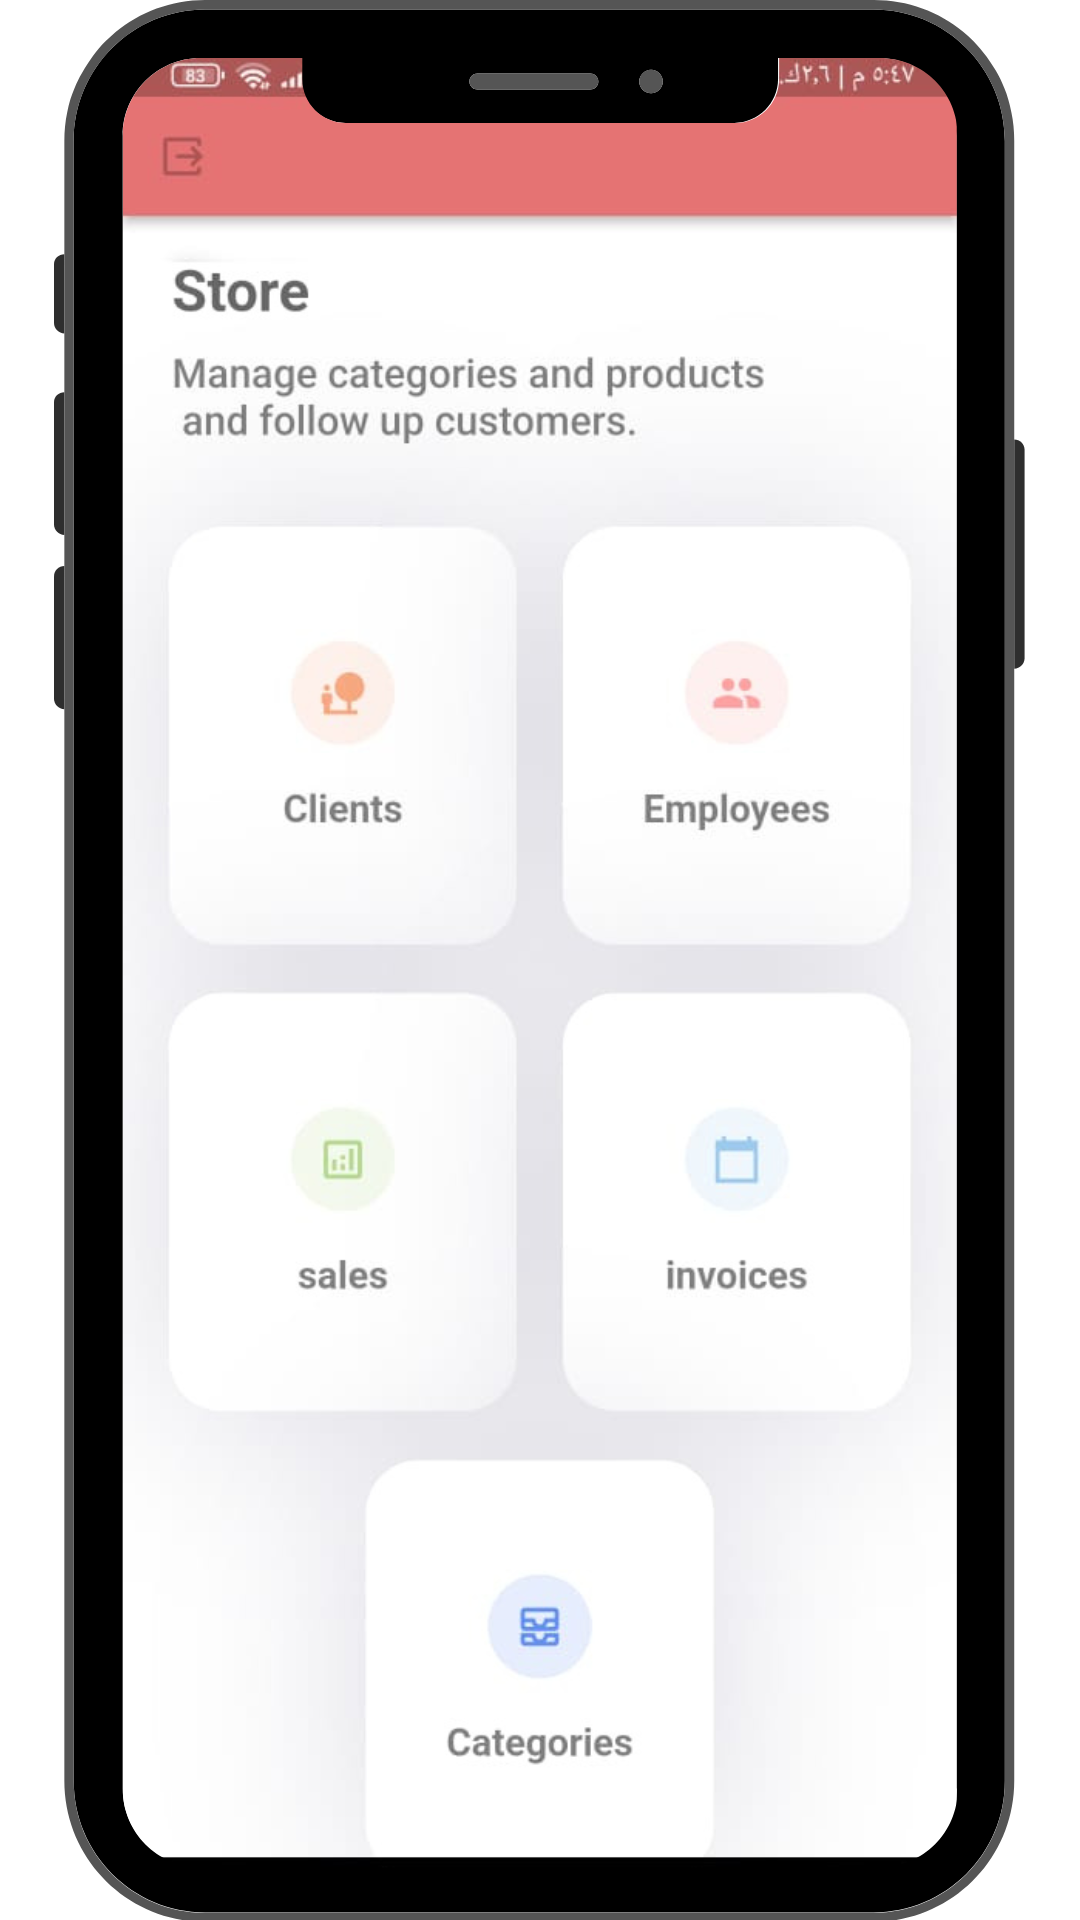 83 ٥:٤٧ م | ٢,٦ك.
Store
Manage categories and products
and follow up customers.
Clients
Employees
sales
invoices
Categories